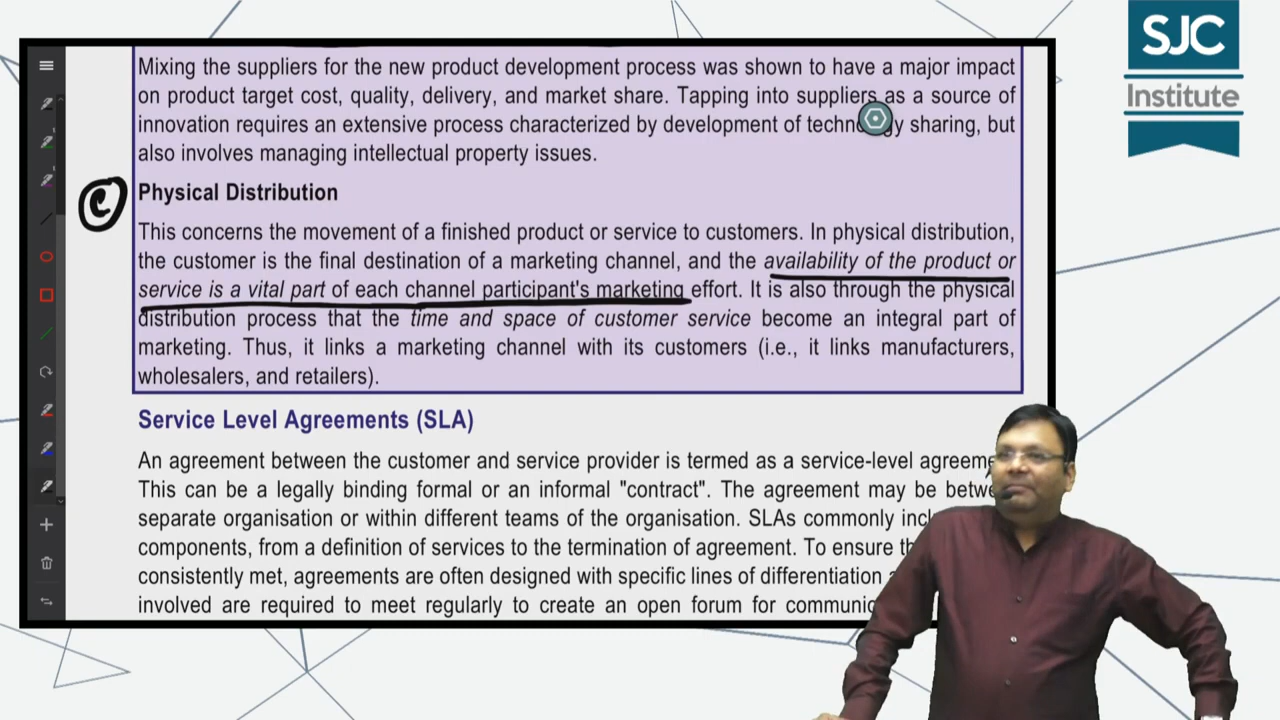 SJC
Institute
Mixing the suppliers for the new product development process was shown to have a major impact
on product target cost, quality, delivery, and market share. Tapping into suppliers as a source of
innovation requires an extensive process characterized by development of sharing, but
also involves managing intellectual property issues.
C
Physical Distribution
This concerns the movement of a finished product or service to customers. In physical distribution,
the customer is the final destination of a marketing channel, and the availability of the product or
service is a vital part of each channel participant's marketing effort. It is also through the physical
distribution process that the time and space of customer service become an integral part of
marketing. Thus, it links a marketing channel with its customers (i.e., it links manufacturers,
wholesalers, and retailers).
Service Level Agreements (SLA)
An agreement between the customer and service provider is termed as a service-level
This can be a legally binding formal or an informal "contract". The agreement may be
separate organisation or within different teams of the organisation. SLAs commonly
components, from a definition of services to the termination of agreement. To ensure
consistently met, agreements are often designed with specific lines of differentiation
involved are required to meet regularly to create an open forum for